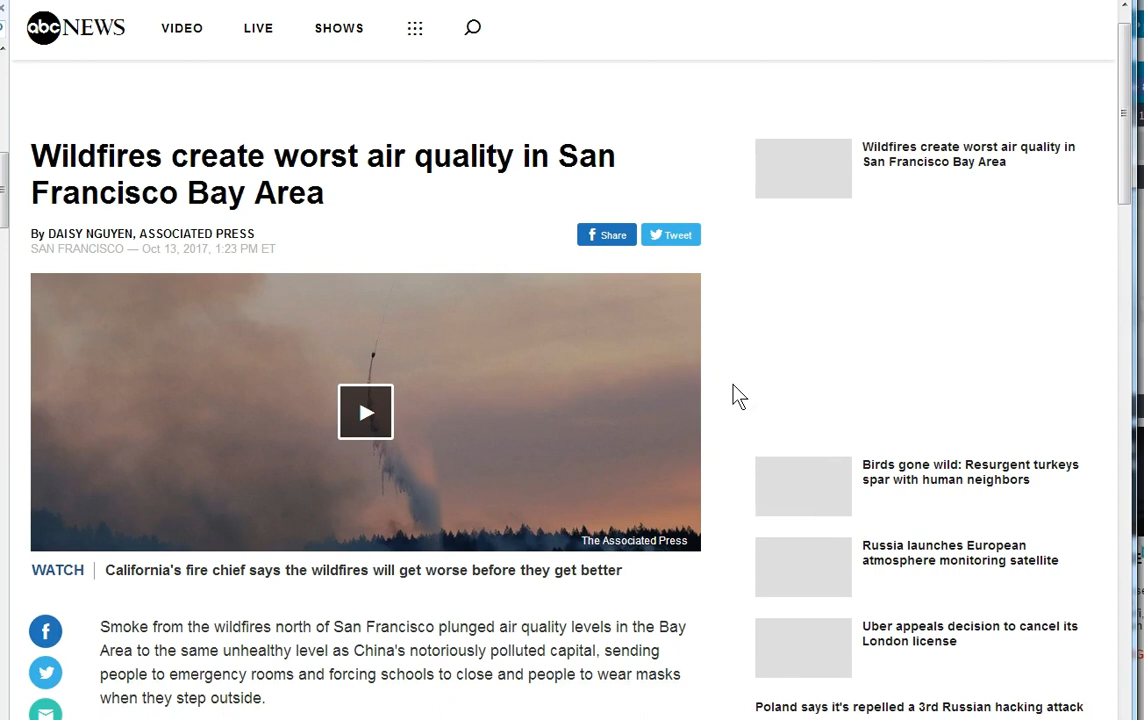 abc NEWS VIDEO LIVE SHOWS
Wildfires create worst air quality in San
Francisco Bay Area
By DAISY NGUYEN, ASSOCIATED PRESS
SAN FRANCISCO — Oct 13, 2017, 1:23 PM ET
Share Tweet
The Associated Press
WATCH California's fire chief says the wildfires will get worse before they get better
Smoke from the wildfires north of San Francisco plunged air quality levels in the Bay
Area to the same unhealthy level as China's notoriously polluted capital, sending
people to emergency rooms and forcing schools to close and people to wear masks
when they step outside.
Wildfires create worst air quality in
San Francisco Bay Area
Birds gone wild: Resurgent turkeys
spar with human neighbors
Russia launches European
atmosphere monitoring satellite
Uber appeals decision to cancel its
London license
Poland says it's repelled a 3rd Russian hacking attack